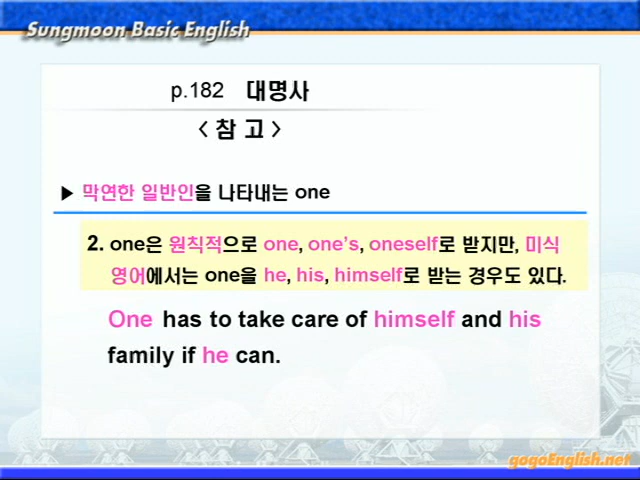 Sungmoon Basic English
p.182 대명사
< 참 고 >
▶ 막연한 일반인을 나타내는 one
2. one은 원칙적으로 one, one's, oneself로 받지만, 미식
영어에서는 one을 he, his, himself로 받는 경우도 있다.
One has to take care of himself and his
family if he can.
gogoEnglish.net